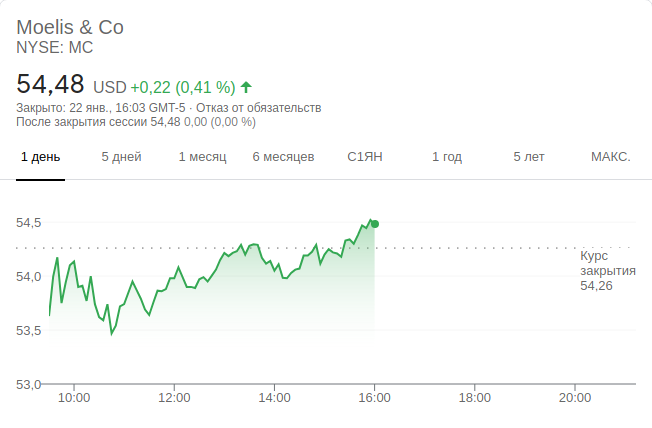 Moelis & Co
NYSE: MC
54,48 USD +0,22 (0,41 %)
Закрыто: 22 янв., 16:03 GMT-5 · Отказ от обязательств
После закрытия сессии 54,48 0,00 (0,00 %)
1 день 5 дней 1 месяц 6 месяцев С1ЯН 1 год 5 лет МАКС.
54,5
Курс
закрытия
54,26
54,0
53,5
53,0
10:00 12:00 14:00 16:00 18:00 20:00